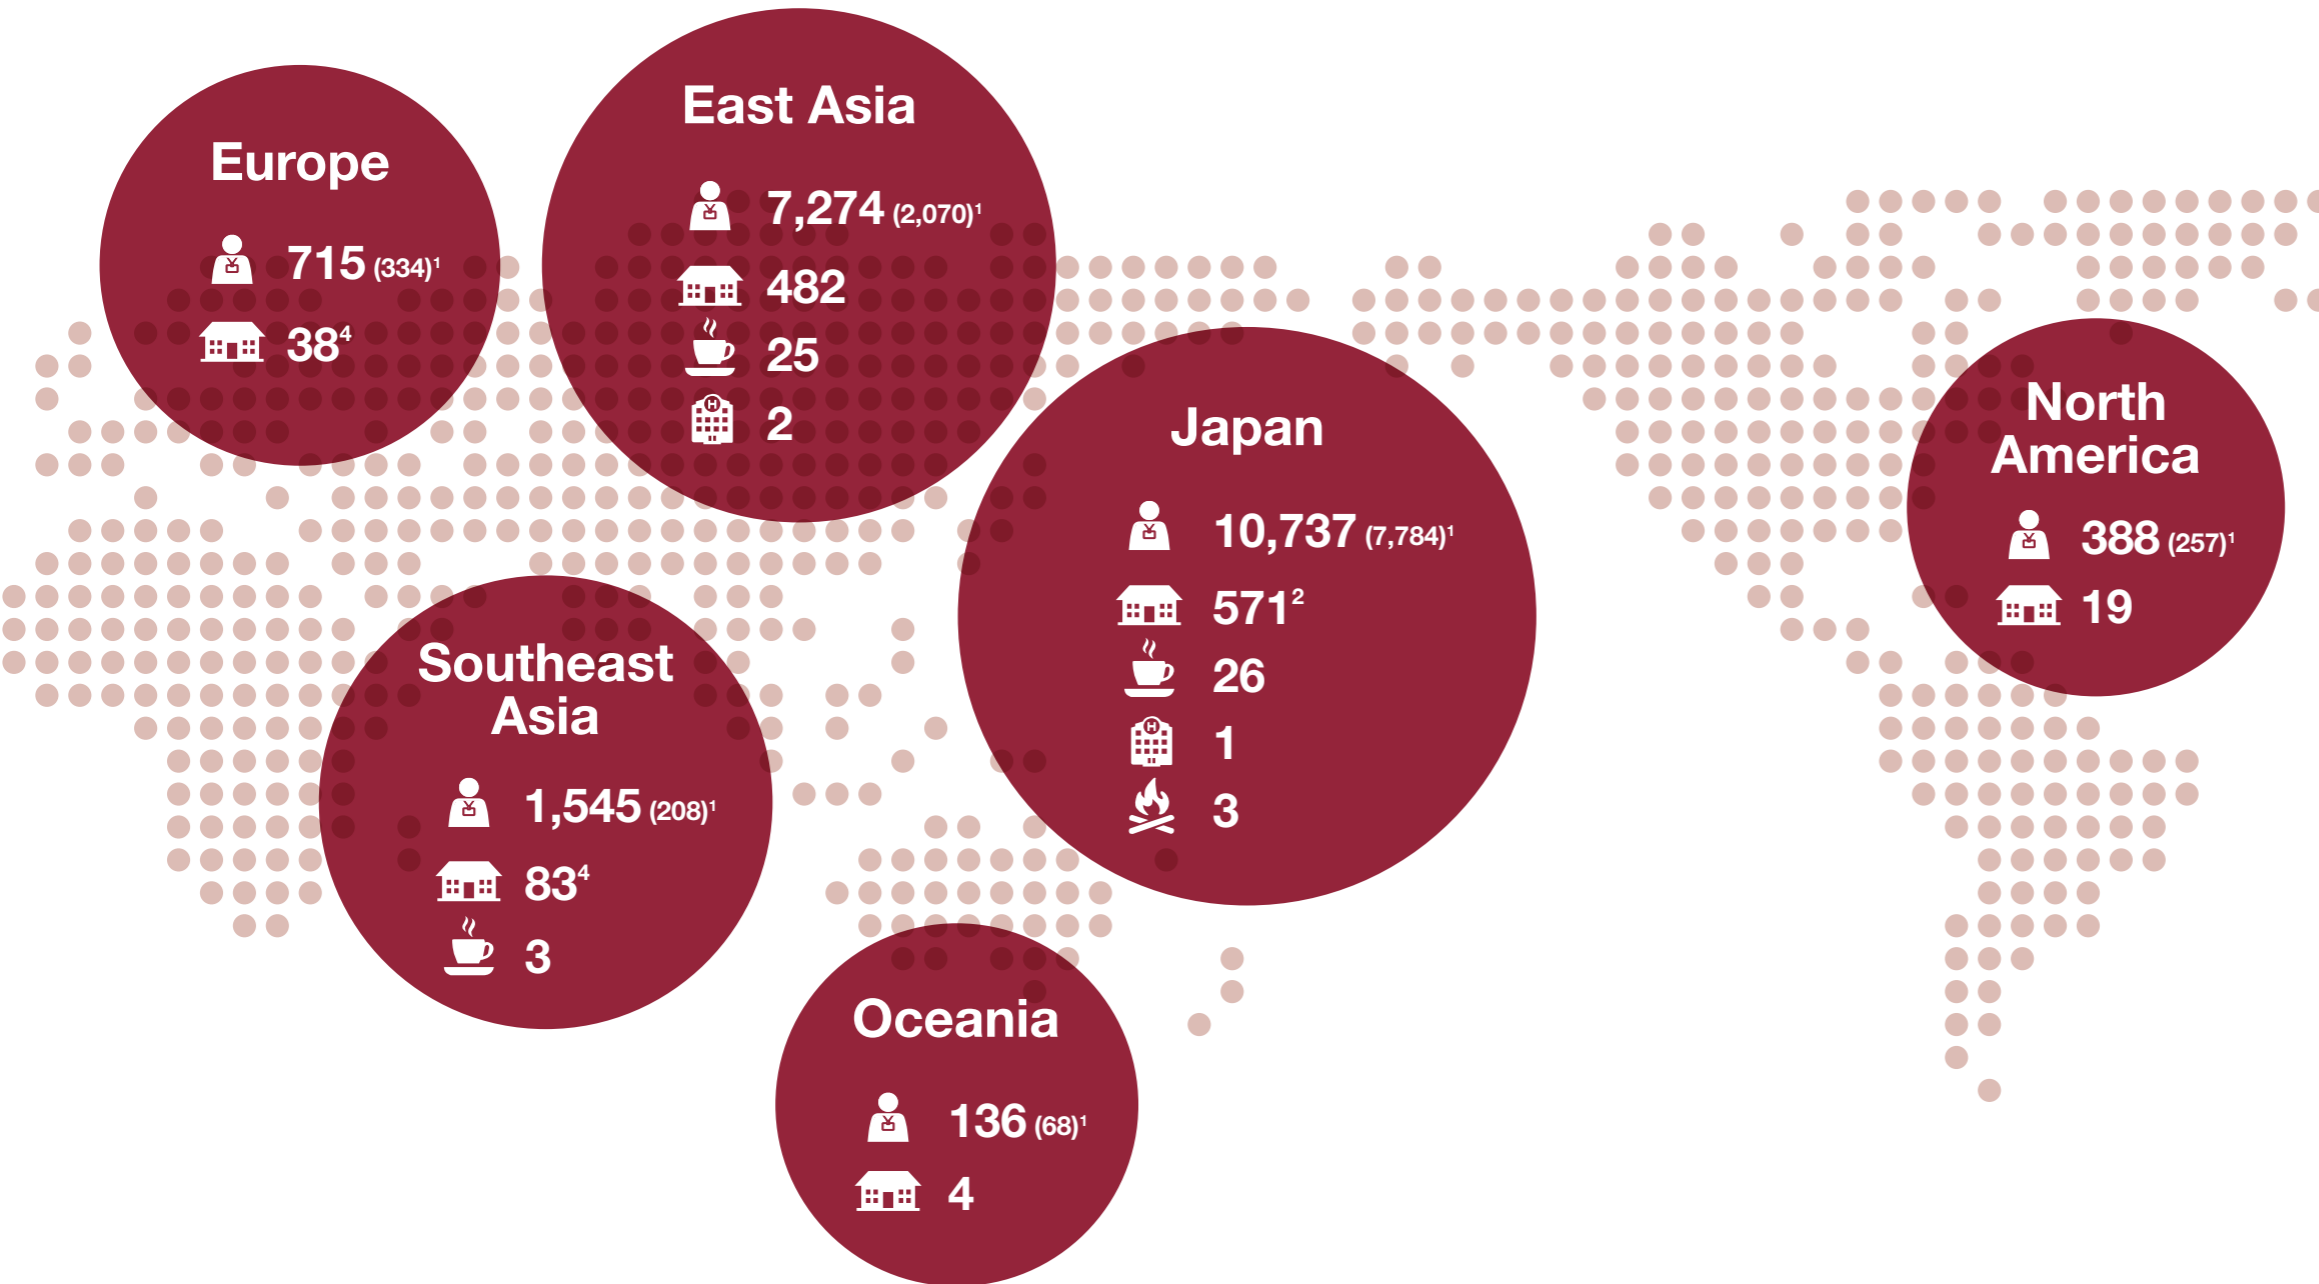 Europe
715 (334)¹
38⁴
East Asia
7,274 (2,070)¹
482
25
H
2
Japan
10,737 (7,784)¹
571²
26
H
1
3
North
America
388 (257)¹
19
Southeast
Asia
1,545 (208)¹
83⁴
3
Oceania
136 (68)¹
4